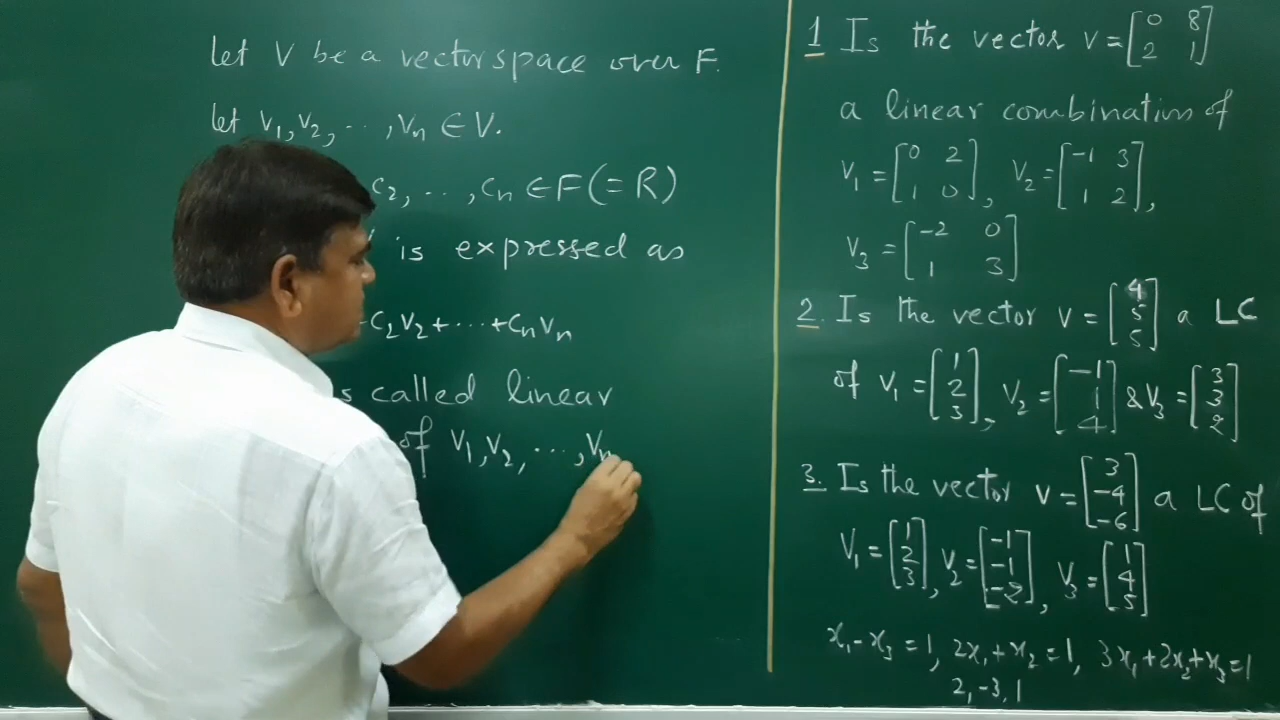 let V be a vector space over F.
let v₁, v₂, ..., vₙ ∈ V.
c₂, ..., cₙ ∈ F(= R)
is expressed as
c₂v₂+...+cₙvₙ
s called linear
of v₁, v₂, ..., vₙ
1 Is the vector v = [0 8
2 1]
a linear combination of
v₁ = [0 2
1 0], v₂ = [-1 3
1 2],
v₃ = [-2 0
1 3]
2. Is the vector v = [4
5
5] a LC
of v₁ = [1
2
3], v₂ = [-1
1
4] & v₃ = [3
3
2]
3. Is the vector v = [3
-4
-6] a LC of
v₁ = [1
2
3], v₂ = [-1
-1
-2], v₃ = [1
4
5]
x₁-x₃ = 1, 2x₁+x₂ = 1, 3x₁+2x₂+x₃=1
2, -3, 1